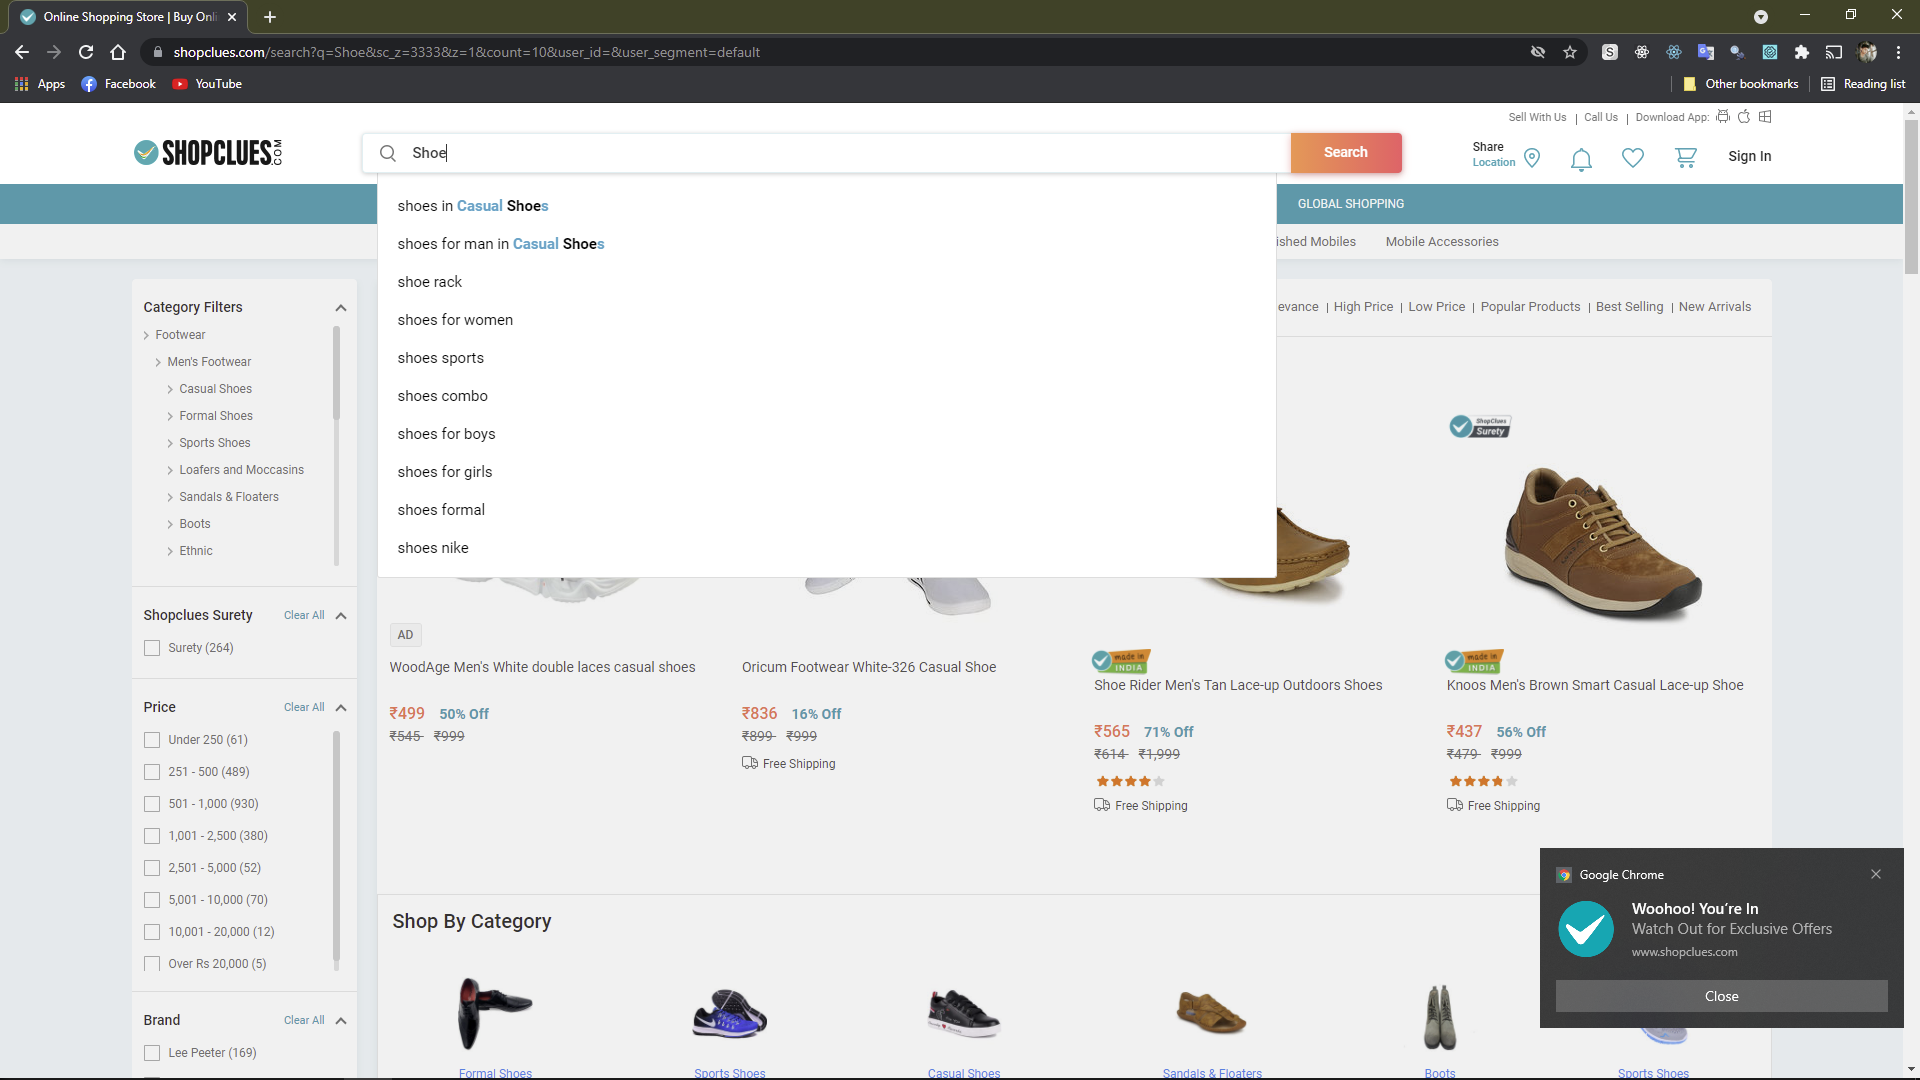 Online Shopping Store | Buy Onli
shopclues.com/search?q=Shoe&sc_z=3333&z=1&count=10&user_id=&user_segment=default
Apps
Facebook
YouTube
Other bookmarks
Reading list
Sell With Us | Call Us | Download App:
SHOPCLUES.COM
Shoe
Search
Share
Location
Sign In
GLOBAL SHOPPING
ished Mobiles
Mobile Accessories
shoes in Casual Shoes
shoes for man in Casual Shoes
shoe rack
shoes for women
shoes sports
shoes combo
shoes for boys
shoes for girls
shoes formal
shoes nike
Category Filters
Footwear
Men's Footwear
Casual Shoes
Formal Shoes
Sports Shoes
Loafers and Moccasins
Sandals & Floaters
Boots
Ethnic
Shopclues Surety
Clear All
Surety (264)
Price
Clear All
Under 250 (61)
251 - 500 (489)
501 - 1,000 (930)
1,001 - 2,500 (380)
2,501 - 5,000 (52)
5,001 - 10,000 (70)
10,001 - 20,000 (12)
Over Rs 20,000 (5)
Brand
Clear All
Lee Peeter (169)
evance | High Price | Low Price | Popular Products | Best Selling | New Arrivals
ShopClues
Surety
AD
WoodAge Men's White double laces casual shoes
₹499 50% Off
₹545 ₹999
Oricum Footwear White-326 Casual Shoe
₹836 16% Off
₹899 ₹999
Free Shipping
made in
INDIA
Shoe Rider Men's Tan Lace-up Outdoors Shoes
₹565 71% Off
₹614 ₹1,999
Free Shipping
made in
INDIA
Knoos Men's Brown Smart Casual Lace-up Shoe
₹437 56% Off
₹479 ₹999
Free Shipping
Shop By Category
Formal Shoes
Sports Shoes
Casual Shoes
Sandals & Floaters
Boots
Sports Shoes
Google Chrome
Woohoo! You're In
Watch Out for Exclusive Offers
www.shopclues.com
Close